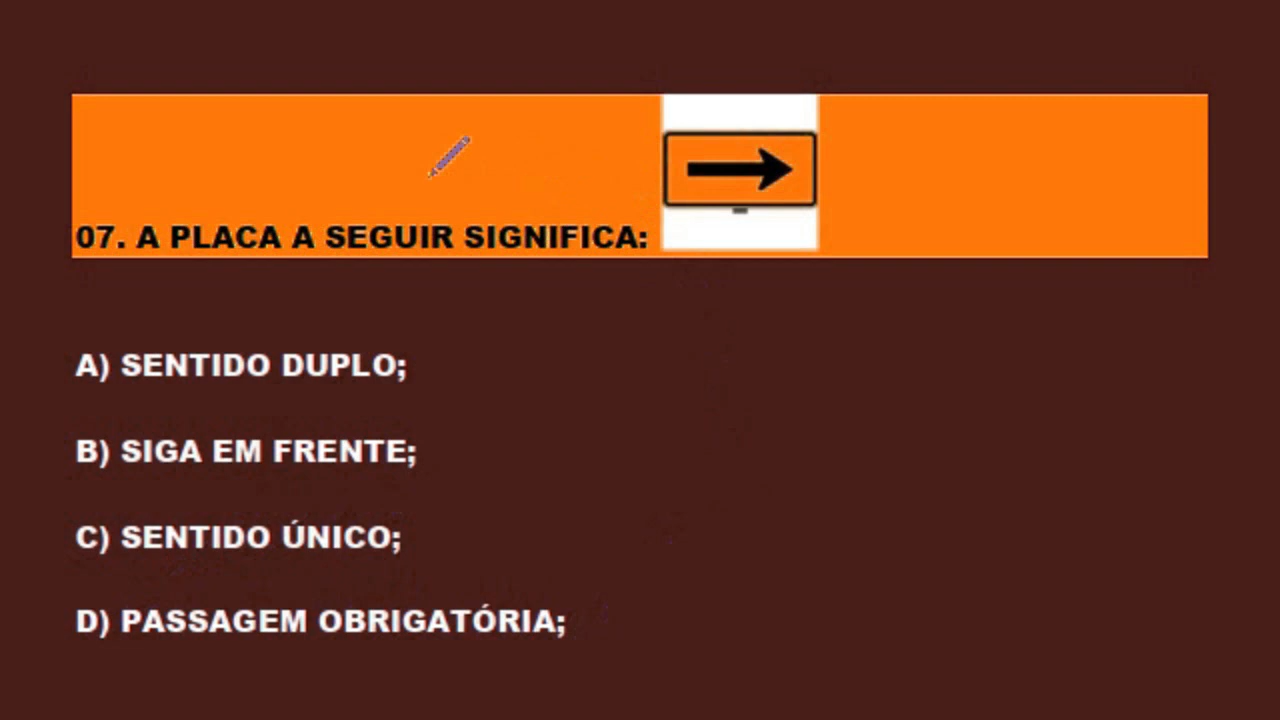 07. A PLACA A SEGUIR SIGNIFICA:
A) SENTIDO DUPLO;
B) SIGA EM FRENTE;
C) SENTIDO ÚNICO;
D) PASSAGEM OBRIGATÓRIA;